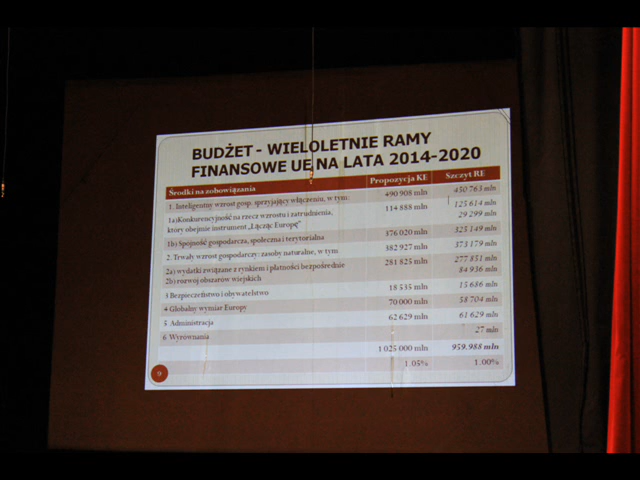 BUDŻET - WIELOLETNIE RAMY
FINANSOWE UE NA LATA 2014-2020
Środki na zobowiązania Propozycja KE Szczyt RE
1. Inteligentny wzrost gosp. sprzyjający włączeniu, w tym: 490 908 mln 450 763 mln
1a) Konkurencyjność na rzecz wzrostu i zatrudnienia, 114 888 mln 125 614 mln
który obejmie instrument „Łącząc Europę" 29 299 mln
1b) Spójność gospodarcza, społeczna i terytorialna 376 020 mln 325 149 mln
2. Trwały wzrost gospodarczy: zasoby naturalne, w tym 382 927 mln 373 179 mln
2a) wydatki związane z rynkiem i płatności bezpośrednie 281 825 mln 277 851 mln
2b) rozwój obszarów wiejskich 84 936 mln
3 Bezpieczeństwo i obywatelstwo 18 535 mln 15 686 mln
4 Globalny wymiar Europy 70 000 mln 58 704 mln
5 Administracja 62 629 mln 61 629 mln
6 Wyrównania 27 mln
1 025 000 mln 959.988 mln
1.05% 1.00%
9